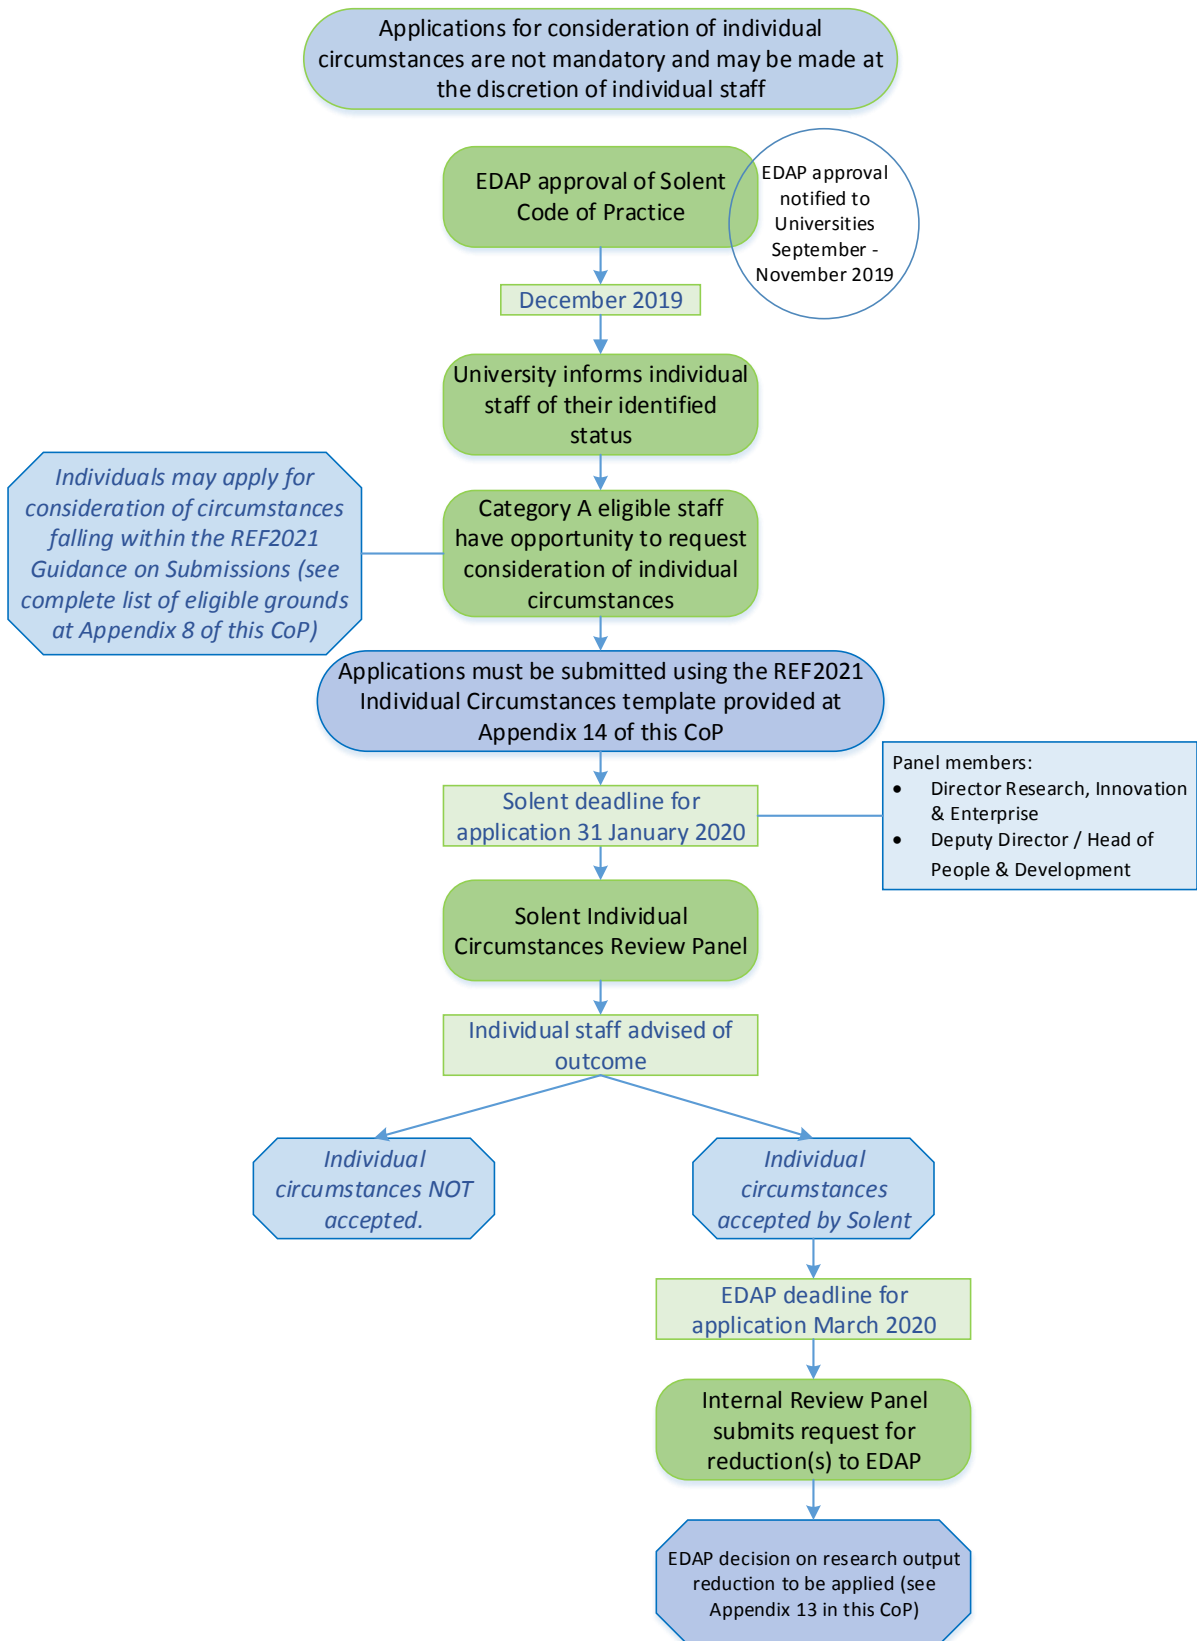 Applications for consideration of individual
circumstances are not mandatory and may be made at
the discretion of individual staff
EDAP approval of Solent
Code of Practice
EDAP approval
notified to
Universities
September -
November 2019
December 2019
University informs individual
staff of their identified
status
Individuals may apply for
consideration of circumstances
falling within the REF2021
Guidance on Submissions (see
complete list of eligible grounds
at Appendix 8 of this CoP)
Category A eligible staff
have opportunity to request
consideration of individual
circumstances
Applications must be submitted using the REF2021
Individual Circumstances template provided at
Appendix 14 of this CoP
Solent deadline for
application 31 January 2020
Panel members:
• Director Research, Innovation
& Enterprise
• Deputy Director / Head of
People & Development
Solent Individual
Circumstances Review Panel
Individual staff advised of
outcome
Individual
circumstances NOT
accepted.
Individual
circumstances
accepted by Solent
EDAP deadline for
application March 2020
Internal Review Panel
submits request for
reduction(s) to EDAP
EDAP decision on research output
reduction to be applied (see
Appendix 13 in this CoP)